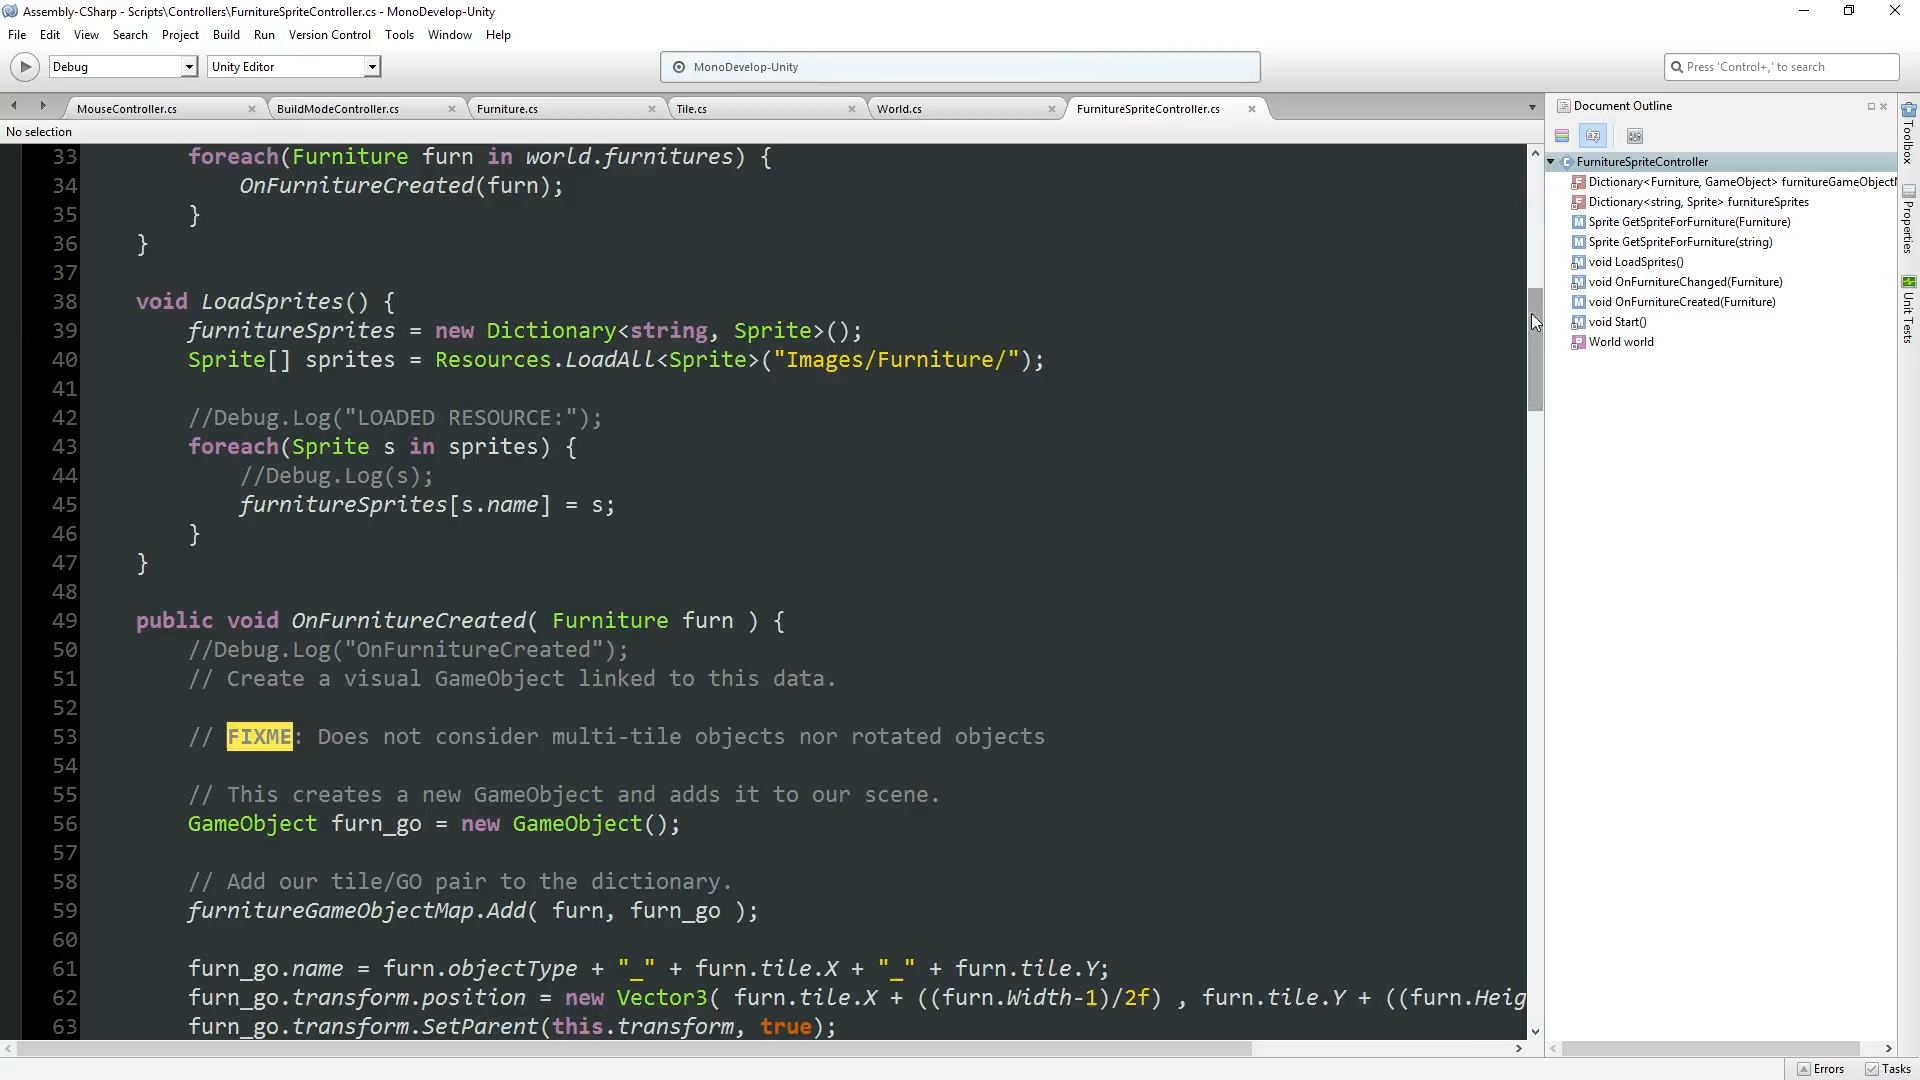 Assembly-CSharp - Scripts\Controllers\FurnitureSpriteController.cs - MonoDevelop-Unity
File Edit View Search Project Build Run Version Control Tools Window Help
Debug Unity Editor MonoDevelop-Unity Press 'Control+,' to search
MouseController.cs BuildModeController.cs Furniture.cs Tile.cs World.cs FurnitureSpriteController.cs
No selection
33 foreach(Furniture furn in world.furnitures) {
34 OnFurnitureCreated(furn);
35 }
36 }
37
38 void LoadSprites() {
39 furnitureSprites = new Dictionary<string, Sprite>();
40 Sprite[] sprites = Resources.LoadAll<Sprite>("Images/Furniture/");
41
42 //Debug.Log("LOADED RESOURCE:");
43 foreach(Sprite s in sprites) {
44 //Debug.Log(s);
45 furnitureSprites[s.name] = s;
46 }
47 }
48
49 public void OnFurnitureCreated( Furniture furn ) {
50 //Debug.Log("OnFurnitureCreated");
51 // Create a visual GameObject linked to this data.
52
53 // FIXME: Does not consider multi-tile objects nor rotated objects
54
55 // This creates a new GameObject and adds it to our scene.
56 GameObject furn_go = new GameObject();
57
58 // Add our tile/GO pair to the dictionary.
59 furnitureGameObjectMap.Add( furn, furn_go );
60
61 furn_go.name = furn.objectType + "_" + furn.tile.X + "_" + furn.tile.Y;
62 furn_go.transform.position = new Vector3( furn.tile.X + ((furn.Width-1)/2f) , furn.tile.Y + ((furn.Heig
63 furn_go.transform.SetParent(this.transform, true);
Document Outline
FurnitureSpriteController
Dictionary<Furniture, GameObject> furnitureGameObjectM
Dictionary<string, Sprite> furnitureSprites
Sprite GetSpriteForFurniture(Furniture)
Sprite GetSpriteForFurniture(string)
void LoadSprites()
void OnFurnitureChanged(Furniture)
void OnFurnitureCreated(Furniture)
void Start()
World world
Toolbox
Properties
Unit Tests
Errors Tasks